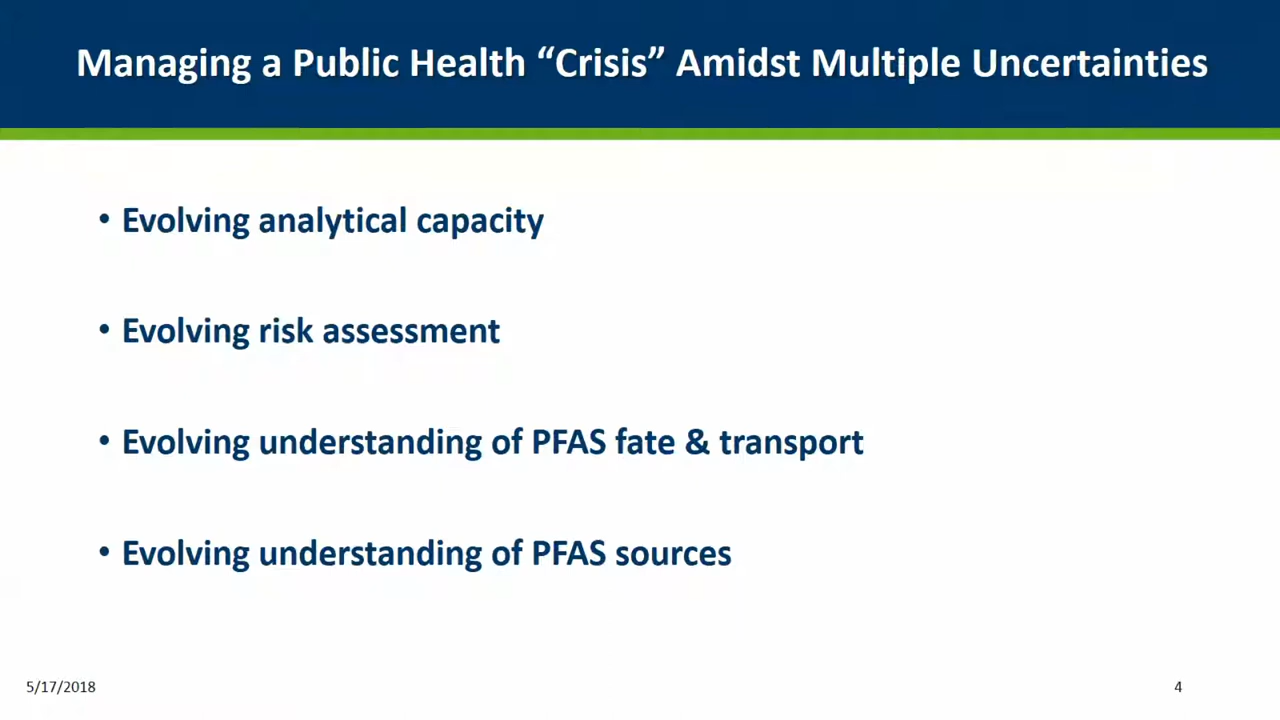 Managing a Public Health “Crisis” Amidst Multiple Uncertainties
• Evolving analytical capacity
• Evolving risk assessment
• Evolving understanding of PFAS fate & transport
• Evolving understanding of PFAS sources
5/17/2018
4